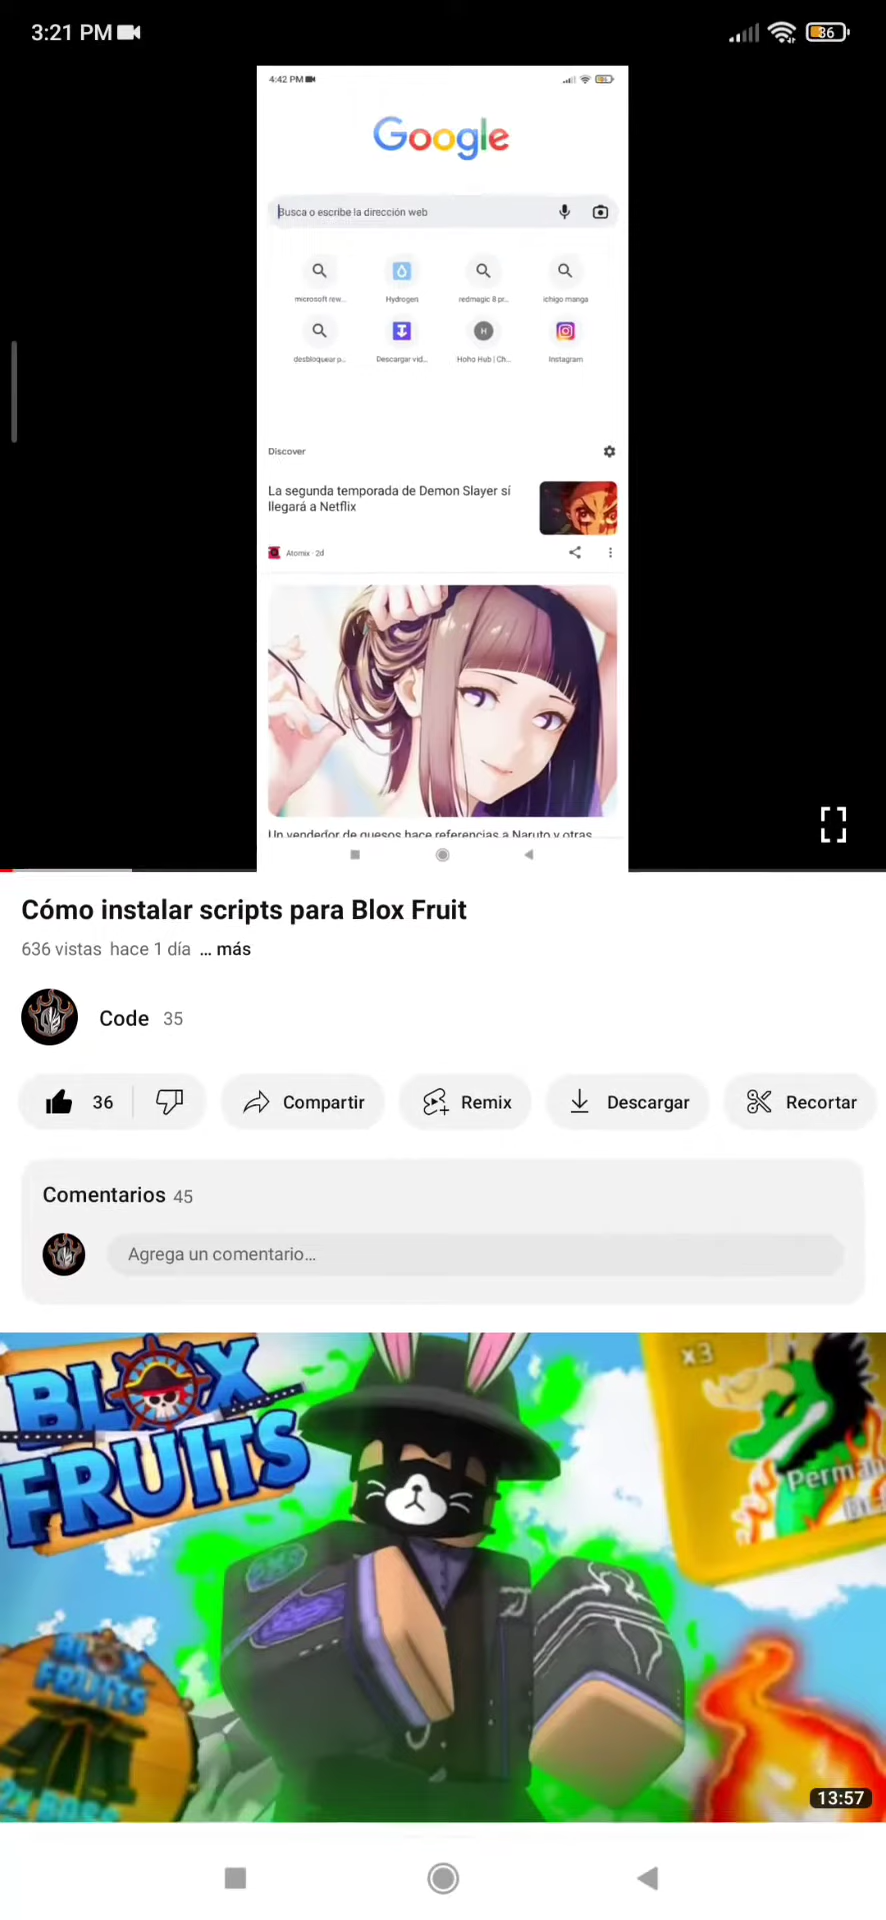 3:21 PM
36
4:42 PM
Google
Busca o escribe la dirección web
microsoft rew...
Hydrogen
redmagic 8 pr...
ichigo manga
desbloquear p...
Descargar vid...
H
Hoho Hub | Ch...
Instagram
Discover
La segunda temporada de Demon Slayer sí
llegará a Netflix
Atomix · 2d
Un vendedor de quesos hace referencias a Naruto y otras
Cómo instalar scripts para Blox Fruit
636 vistas hace 1 día ... más
Code 35
36
Compartir
Remix
Descargar
Recortar
Comentarios 45
Agrega un comentario...
BLOX
FRUITS
x3
BLOX
FRUITS
2x BOSS
13:57